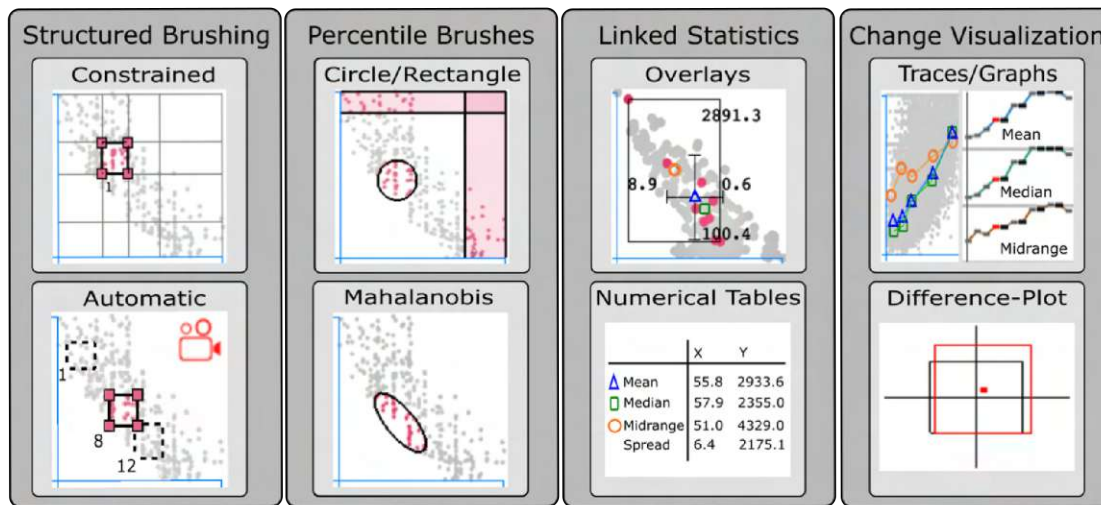 Structured Brushing
Constrained
1
Automatic
1
8
12
Percentile Brushes
Circle/Rectangle
Mahalanobis
Linked Statistics
Overlays
2891.3
8.9 0.6
100.4
Numerical Tables
X Y
Mean 55.8 2933.6
Median 57.9 2355.0
Midrange 51.0 4329.0
Spread 6.4 2175.1
Change Visualization
Traces/Graphs
Mean
Median
Midrange
Difference-Plot